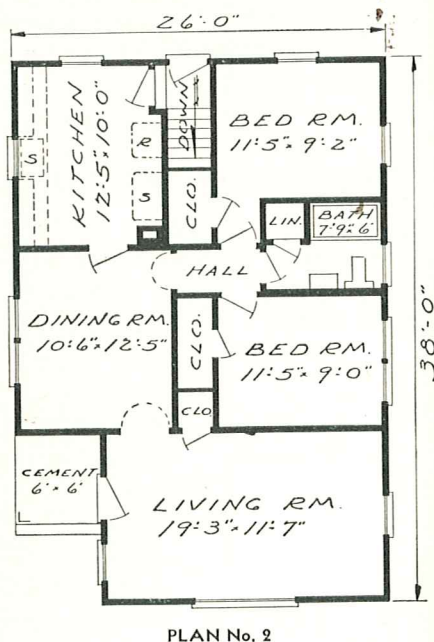 26'-0"
KITCHEN
12'-5"x10'-0"
S
R
S
DOWN
BED RM.
11'-5"x9'-2"
CLO.
LIN.
BATH
7'-9"x6'
HALL
38'-0"
DINING RM.
10'-6"x12'-5"
CLO.
BED RM.
11'-5"x9'-0"
CLO
CEMENT
6'x6'
LIVING RM.
19'-3"x11'-7"
PLAN No. 2